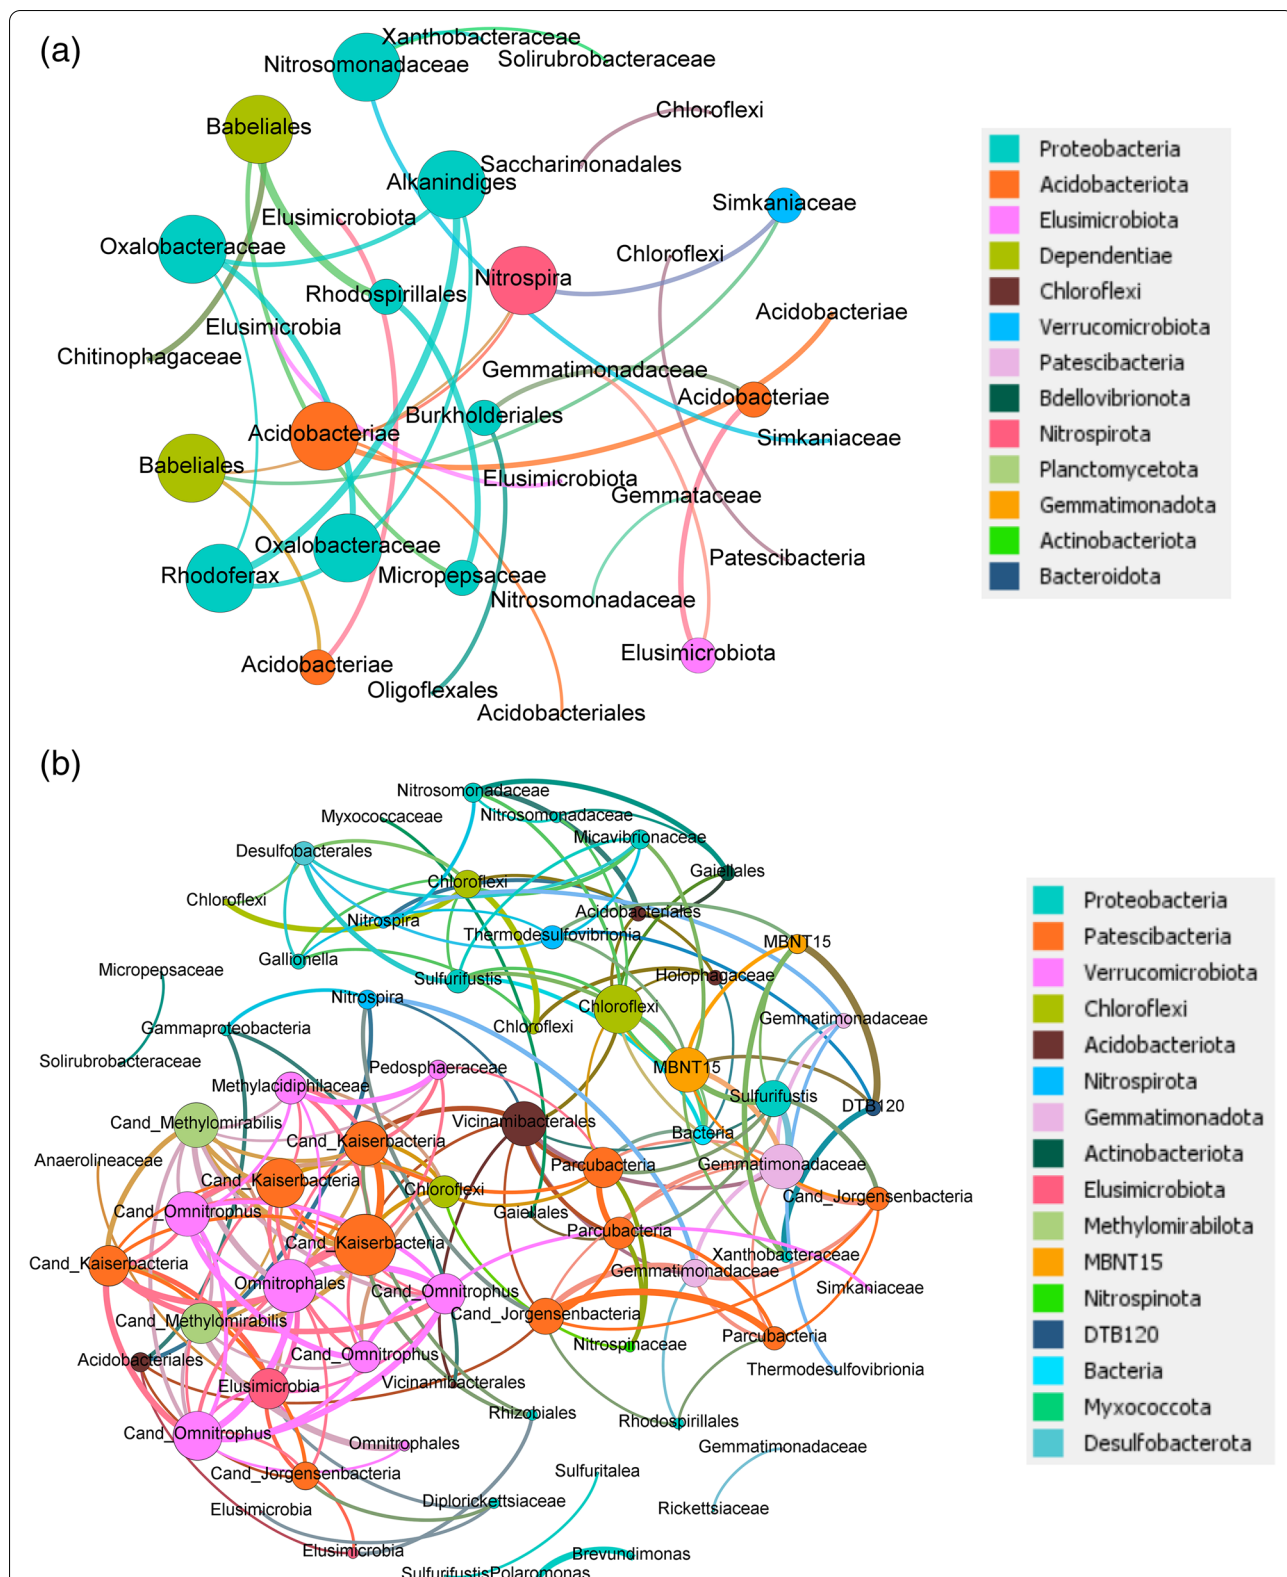 (a)
Xanthobacteraceae
Solirubrobacteraceae
Nitrosomonadaceae
Chloroflexi
Babeliales
Saccharimonadales
Alkanindiges
Simkaniaceae
Elusimicrobiota
Oxalobacteraceae
Chloroflexi
Nitrospira
Rhodospirillales
Acidobacteriae
Elusimicrobia
Chitinophagaceae
Gemmatimonadaceae
Acidobacteriae
Burkholderiales
Acidobacteriae
Simkaniaceae
Babeliales
Elusimicrobiota
Gemmataceae
Oxalobacteraceae
Patescibacteria
Rhodoferax
Micropepsaceae
Nitrosomonadaceae
Elusimicrobiota
Acidobacteriae
Oligoflexales
Acidobacteriales
Proteobacteria
Acidobacteriota
Elusimicrobiota
Dependentiae
Chloroflexi
Verrucomicrobiota
Patescibacteria
Bdellovibrionota
Nitrospirota
Planctomycetota
Gemmatimonadota
Actinobacteriota
Bacteroidota
(b)
Nitrosomonadaceae
Myxococcaceae
Nitrosomonadaceae
Micavibrionaceae
Desulfobacterales
Gaiellales
Chloroflexi
Chloroflexi
Acidobacteriales
Nitrospira
Thermodesulfovibrionia
MBNT15
Gallionella
Micropepsaceae
Sulfurifustis
Holophagaceae
Nitrospira
Chloroflexi
Gemmatimonadaceae
Gammaproteobacteria
Chloroflexi
Solirubrobacteraceae
Pedosphaeraceae
MBNT15
Methylacidiphilaceae
Sulfurifustis
DTB120
Cand_Methylomirabilis
Vicinamibacterales
Bacteria
Cand_Kaiserbacteria
Anaerolineaceae
Parcubacteria
Gemmatimonadaceae
Cand_Kaiserbacteria
Chloroflexi
Cand_Jorgensenbacteria
Cand_Omnitrophus
Gaiellales
Parcubacteria
Cand_Kaiserbacteria
Xanthobacteraceae
Cand_Kaiserbacteria
Gemmatimonadaceae
Omnitrophales
Cand_Omnitrophus
Simkaniaceae
Cand_Methylomirabilis
Cand_Jorgensenbacteria
Parcubacteria
Nitrospinaceae
Acidobacteriales
Cand_Omnitrophus
Thermodesulfovibrionia
Elusimicrobia
Vicinamibacterales
Rhizobiales
Rhodospirillales
Cand_Omnitrophus
Omnitrophales
Gemmatimonadaceae
Cand_Jorgensenbacteria
Sulfuritalea
Diplorickettsiaceae
Rickettsiaceae
Elusimicrobia
Elusimicrobia
Brevundimonas
Sulfurifustis
Polaromonas
Proteobacteria
Patescibacteria
Verrucomicrobiota
Chloroflexi
Acidobacteriota
Nitrospirota
Gemmatimonadota
Actinobacteriota
Elusimicrobiota
Methylomirabilota
MBNT15
Nitrospinota
DTB120
Bacteria
Myxococcota
Desulfobacterota